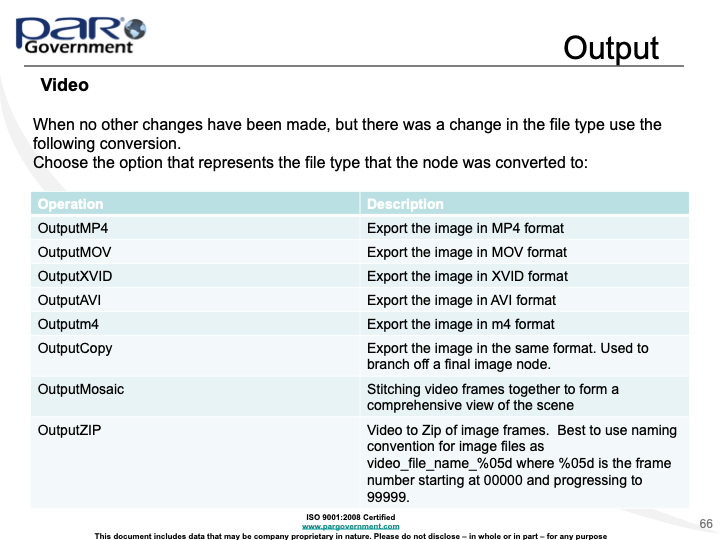 PAR
Government
Output
Video
When no other changes have been made, but there was a change in the file type use the
following conversion.
Choose the option that represents the file type that the node was converted to:
Operation Description
OutputMP4 Export the image in MP4 format
OutputMOV Export the image in MOV format
OutputXVID Export the image in XVID format
OutputAVI Export the image in AVI format
Outputm4 Export the image in m4 format
OutputCopy Export the image in the same format. Used to
branch off a final image node.
OutputMosaic Stitching video frames together to form a
comprehensive view of the scene
OutputZIP Video to Zip of image frames.  Best to use naming
convention for image files as
video_file_name_%05d where %05d is the frame
number starting at 00000 and progressing to
99999.
ISO 9001:2008 Certified
www.pargovernment.com
This document includes data that may be company proprietary in nature. Please do not disclose – in whole or in part – for any purpose
66